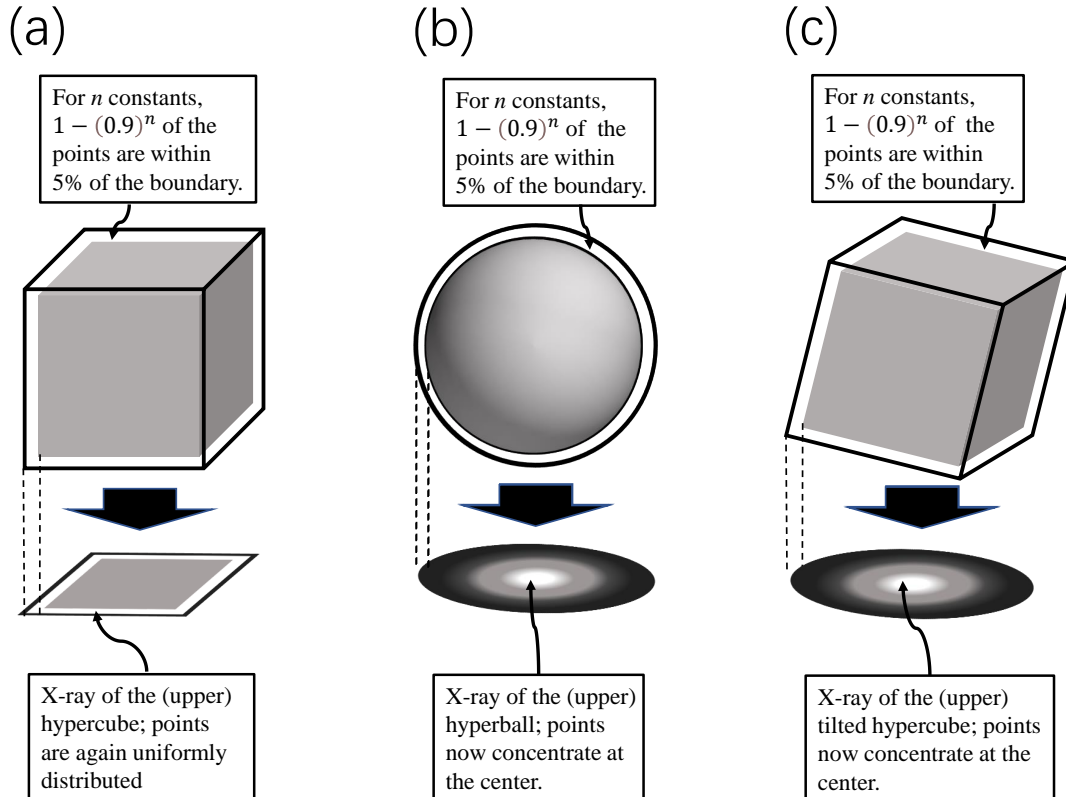 (a)
For n constants,
1 − (0.9)ⁿ of the
points are within
5% of the boundary.
X-ray of the (upper)
hypercube; points
are again uniformly
distributed
(b)
For n constants,
1 − (0.9)ⁿ of the
points are within
5% of the boundary.
X-ray of the (upper)
hyperball; points
now concentrate at
the center.
(c)
For n constants,
1 − (0.9)ⁿ of the
points are within
5% of the boundary.
X-ray of the (upper)
tilted hypercube; points
now concentrate at the
center.